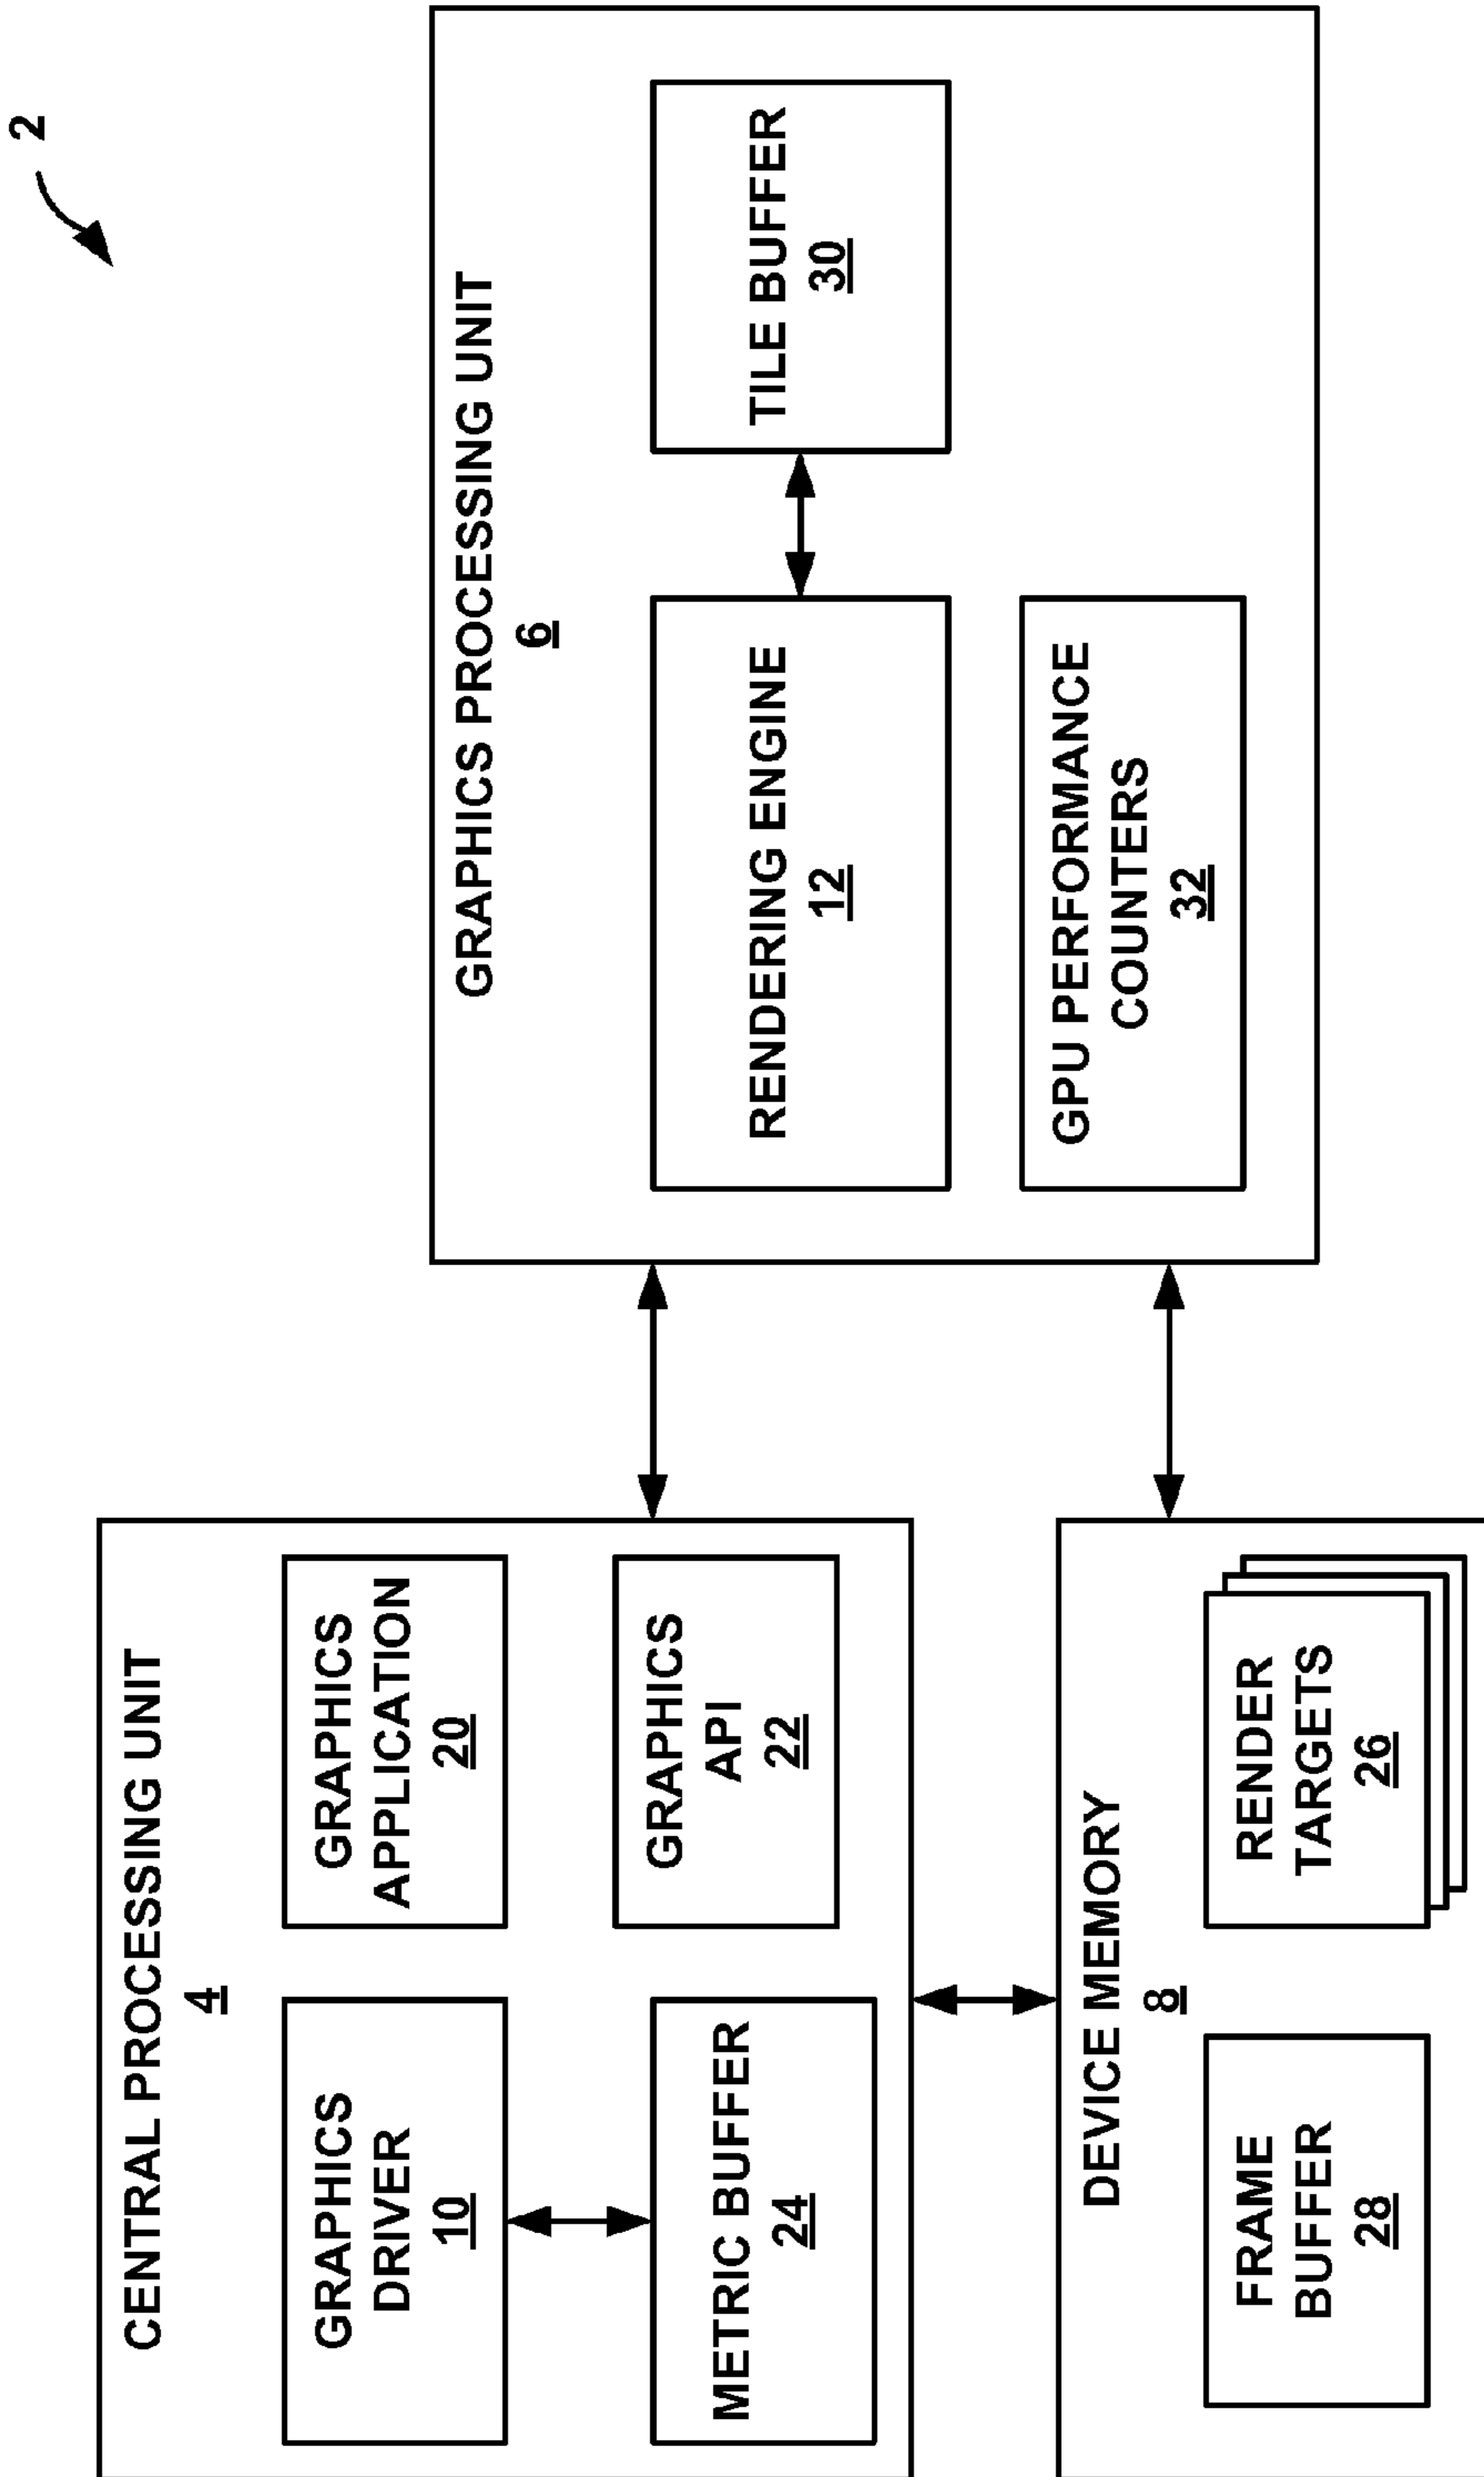 2
CENTRAL PROCESSING UNIT
4
GRAPHICS
DRIVER
10
GRAPHICS
APPLICATION
20
METRIC BUFFER
24
GRAPHICS
API
22
GRAPHICS PROCESSING UNIT
6
RENDERING ENGINE
12
TILE BUFFER
30
GPU PERFORMANCE
COUNTERS
32
DEVICE MEMORY
8
FRAME
BUFFER
28
RENDER
TARGETS
26